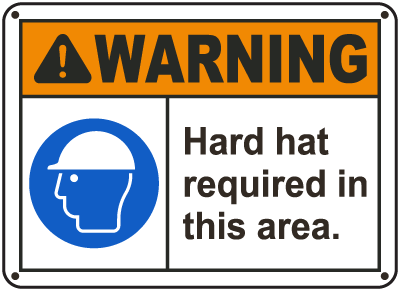 WARNING
Hard hat
required in
this area.